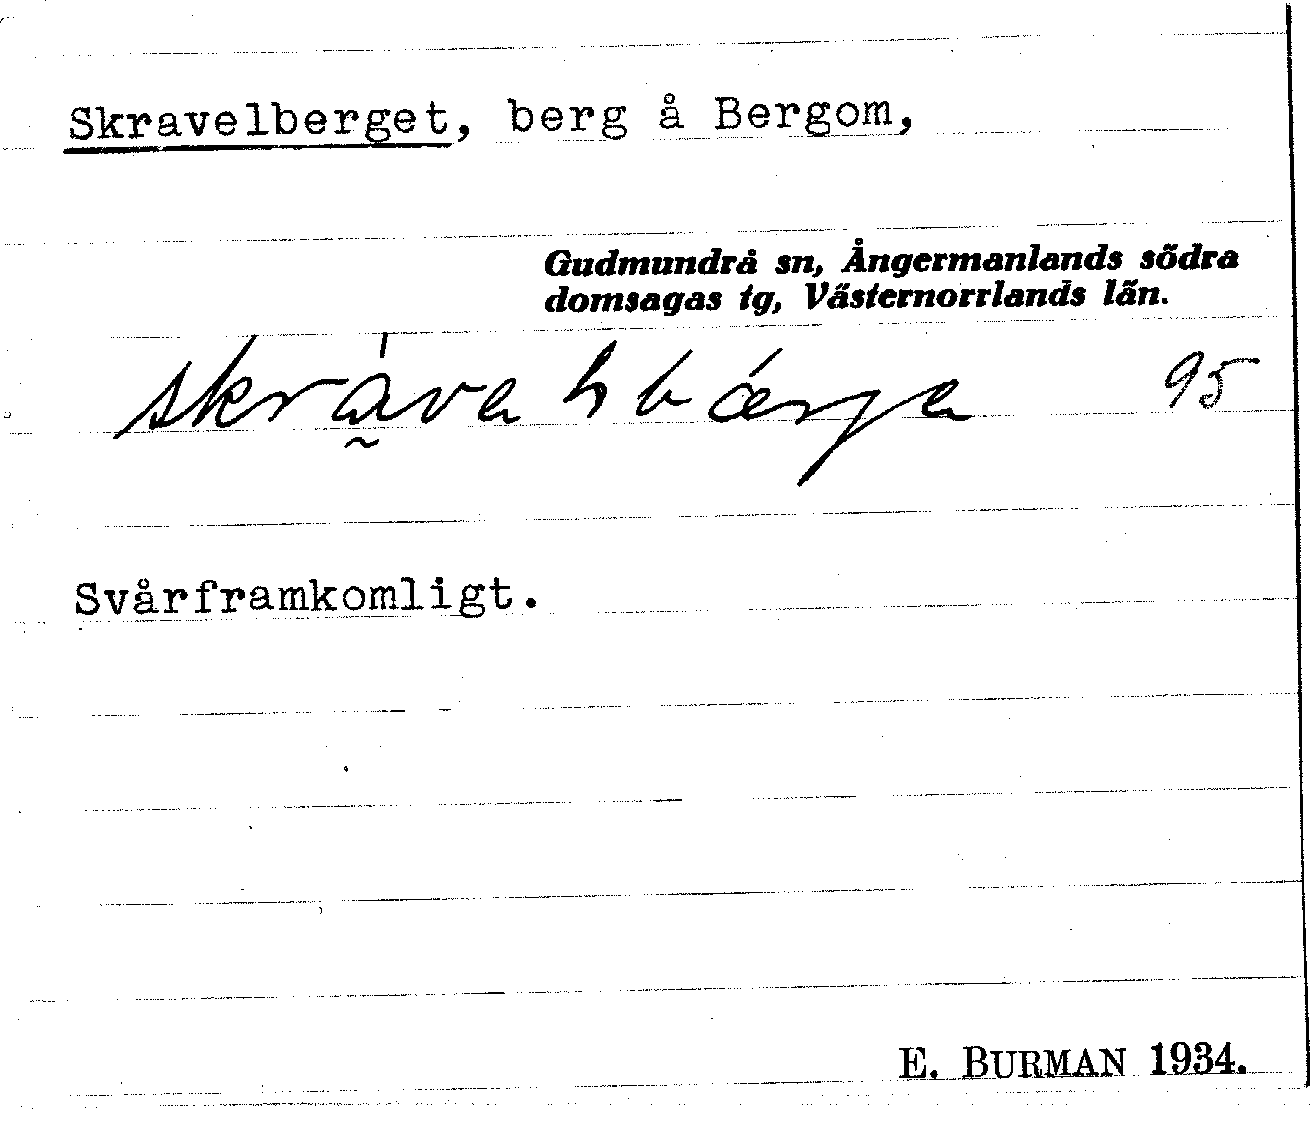 Skravelberget, berg å Bergom,
Gudmundrå sn, Ångermanlands södra
domsagas tg, Västernorrlands län.
95
Svårframkomligt.
E. BURMAN 1934.